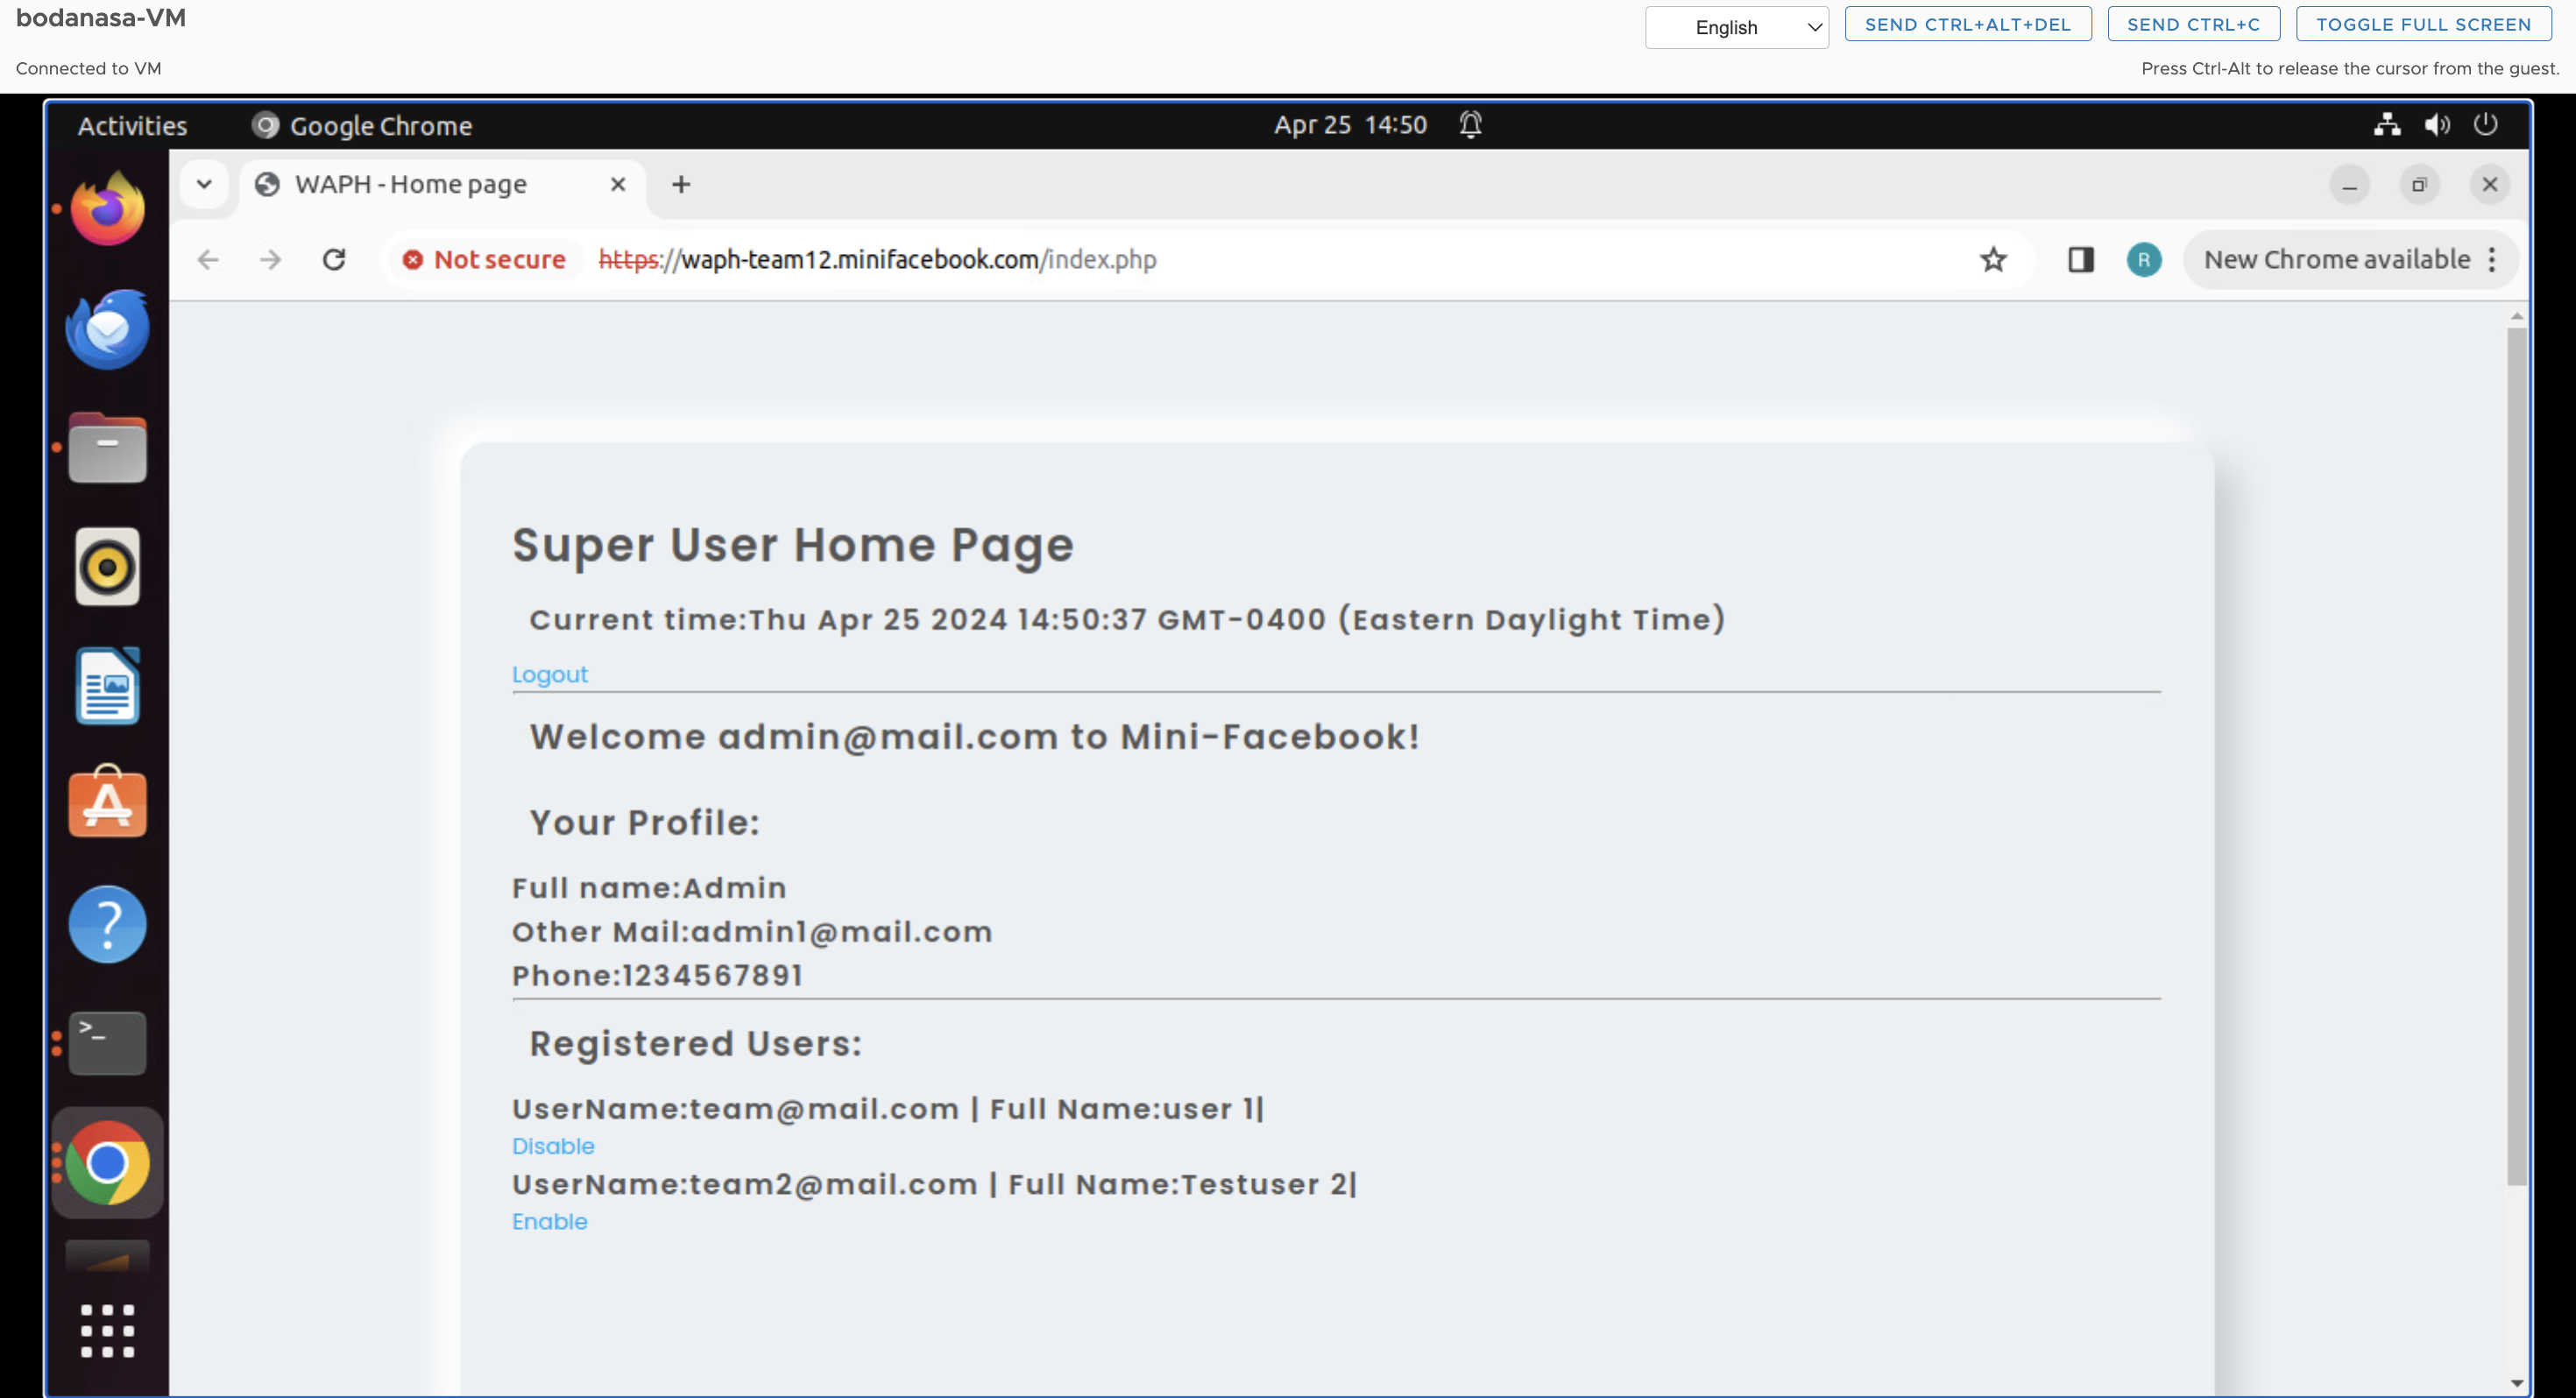 bodanasa-VM
English
SEND CTRL+ALT+DEL
SEND CTRL+C
TOGGLE FULL SCREEN
Connected to VM
Press Ctrl-Alt to release the cursor from the guest.
Activities
Google Chrome
Apr 25 14:50
WAPH - Home page
Not secure
https://waph-team12.minifacebook.com/index.php
R
New Chrome available
Super User Home Page
Current time:Thu Apr 25 2024 14:50:37 GMT-0400 (Eastern Daylight Time)
Logout
Welcome admin@mail.com to Mini-Facebook!
Your Profile:
Full name:Admin
Other Mail:admin1@mail.com
Phone:1234567891
Registered Users:
UserName:team@mail.com | Full Name:user 1|
Disable
UserName:team2@mail.com | Full Name:Testuser 2|
Enable